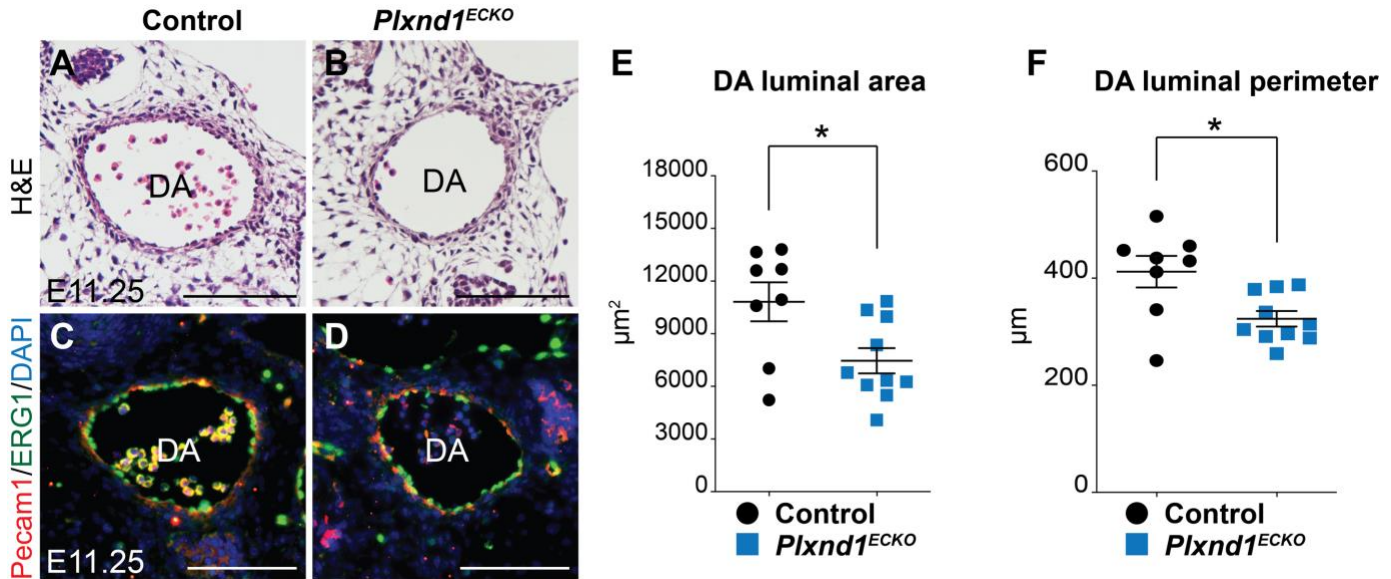 Control
Plxnd1ECKO
H&E
A
DA
E11.25
B
DA
Pecam1/ERG1/DAPI
C
DA
E11.25
D
DA
E
DA luminal area
*
18000
15000
12000
9000
6000
3000
0
µm2
Control
Plxnd1ECKO
F
DA luminal perimeter
*
600
400
200
0
µm
Control
Plxnd1ECKO